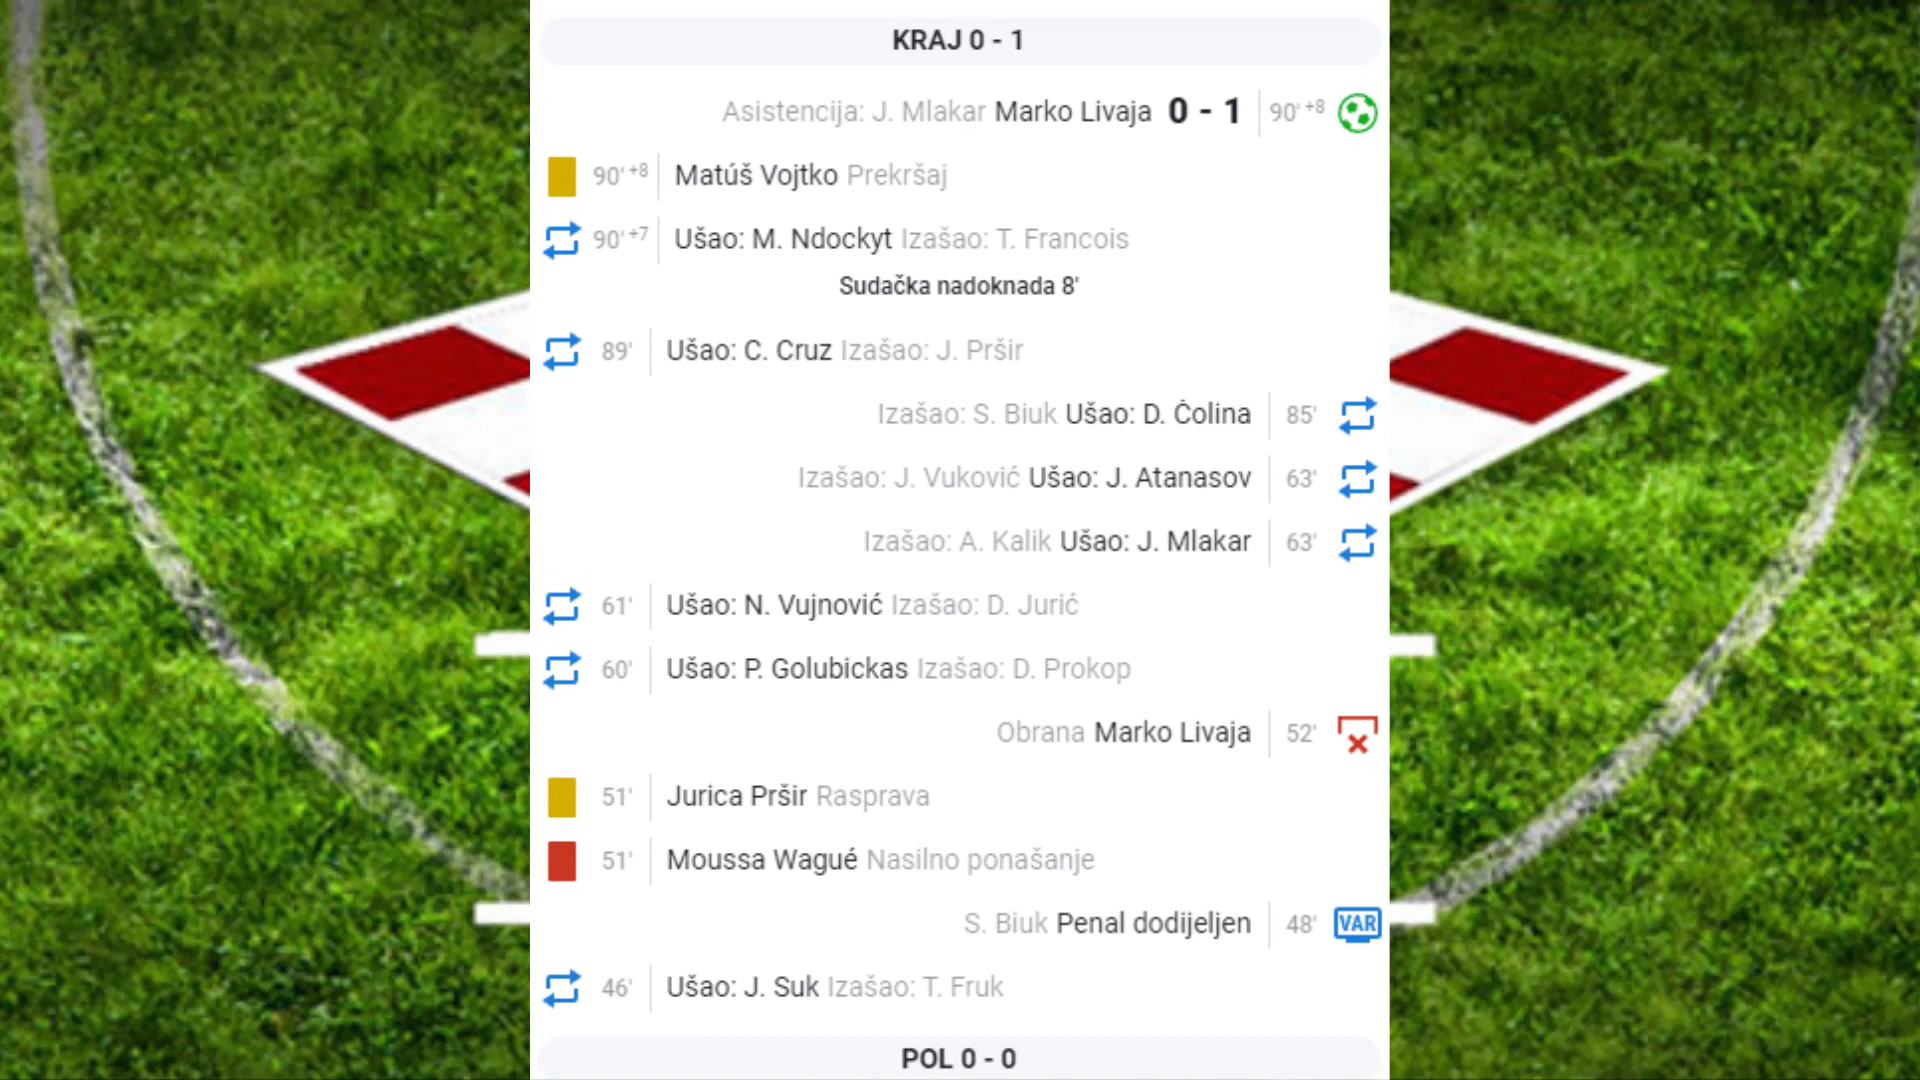 KRAJ 0 - 1
Asistencija: J. Mlakar Marko Livaja 0 - 1 90' +8
90' +8 Matúš Vojtko Prekršaj
90' +7 Ušao: M. Ndockyt Izašao: T. Francois
Sudačka nadoknada 8'
89' Ušao: C. Cruz Izašao: J. Pršir
Izašao: S. Biuk Ušao: D. Čolina 85'
Izašao: J. Vuković Ušao: J. Atanasov 63'
Izašao: A. Kalik Ušao: J. Mlakar 63'
61' Ušao: N. Vujnović Izašao: D. Jurić
60' Ušao: P. Golubickas Izašao: D. Prokop
Obrana Marko Livaja 52'
51' Jurica Pršir Rasprava
51' Moussa Wagué Nasilno ponašanje
S. Biuk Penal dodijeljen 48' VAR
46' Ušao: J. Suk Izašao: T. Fruk
POL 0 - 0